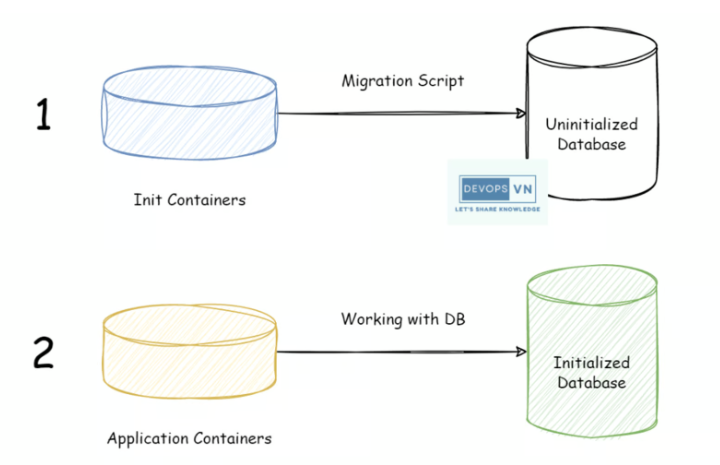 1
Migration Script
Uninitialized
Database
DEVOPS VN
LET'S SHARE KNOWLEDGE
Init Containers
2
Working with DB
Initialized
Database
Application Containers